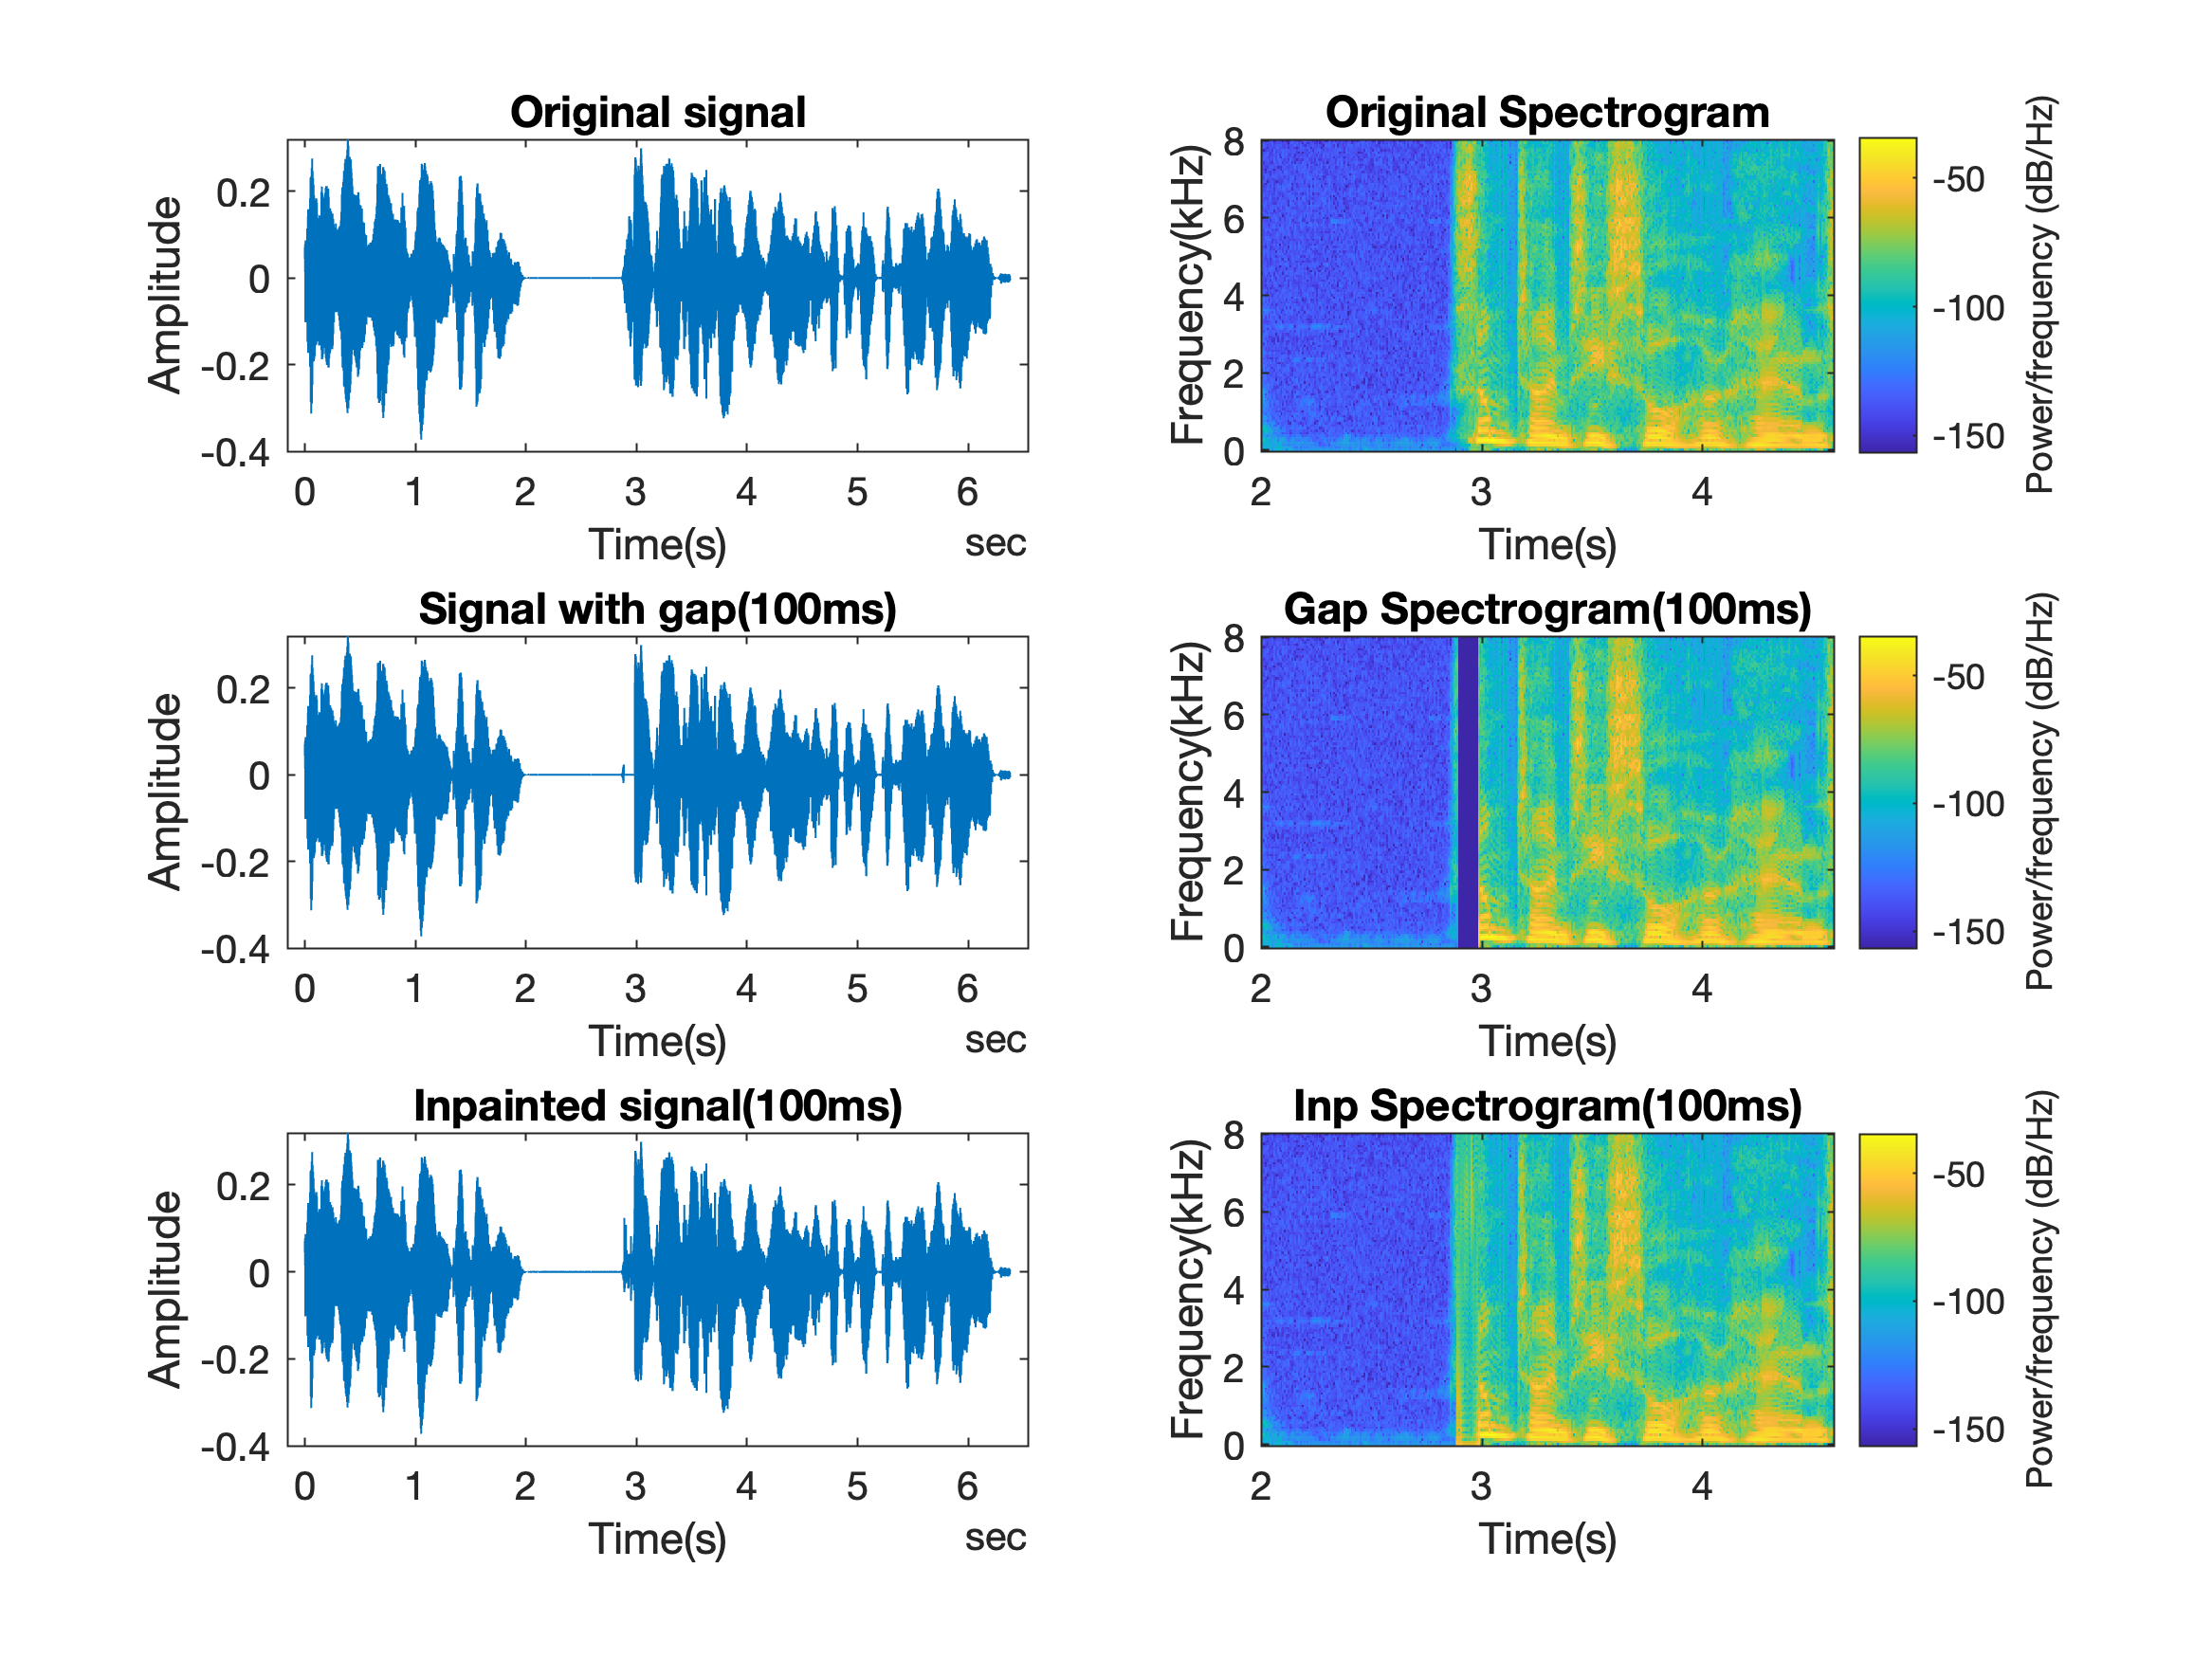 Original signal
0.2
0
-0.2
-0.4
Amplitude
0 1 2 3 4 5 6
Time(s)
sec
Original Spectrogram
8
6
4
2
0
Frequency(kHz)
2 3 4
Time(s)
-50
-100
-150
Power/frequency (dB/Hz)
Signal with gap(100ms)
0.2
0
-0.2
-0.4
Amplitude
0 1 2 3 4 5 6
Time(s)
sec
Gap Spectrogram(100ms)
8
6
4
2
0
Frequency(kHz)
2 3 4
Time(s)
-50
-100
-150
Power/frequency (dB/Hz)
Inpainted signal(100ms)
0.2
0
-0.2
-0.4
Amplitude
0 1 2 3 4 5 6
Time(s)
sec
Inp Spectrogram(100ms)
8
6
4
2
0
Frequency(kHz)
2 3 4
Time(s)
-50
-100
-150
Power/frequency (dB/Hz)